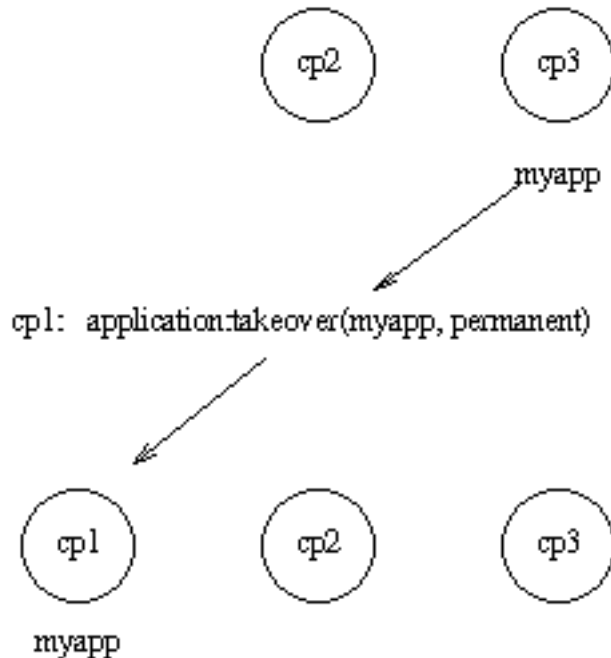 cp2 cp3
myapp
cp1: application:takeover(myapp, permanent)
cp1 cp2 cp3
myapp